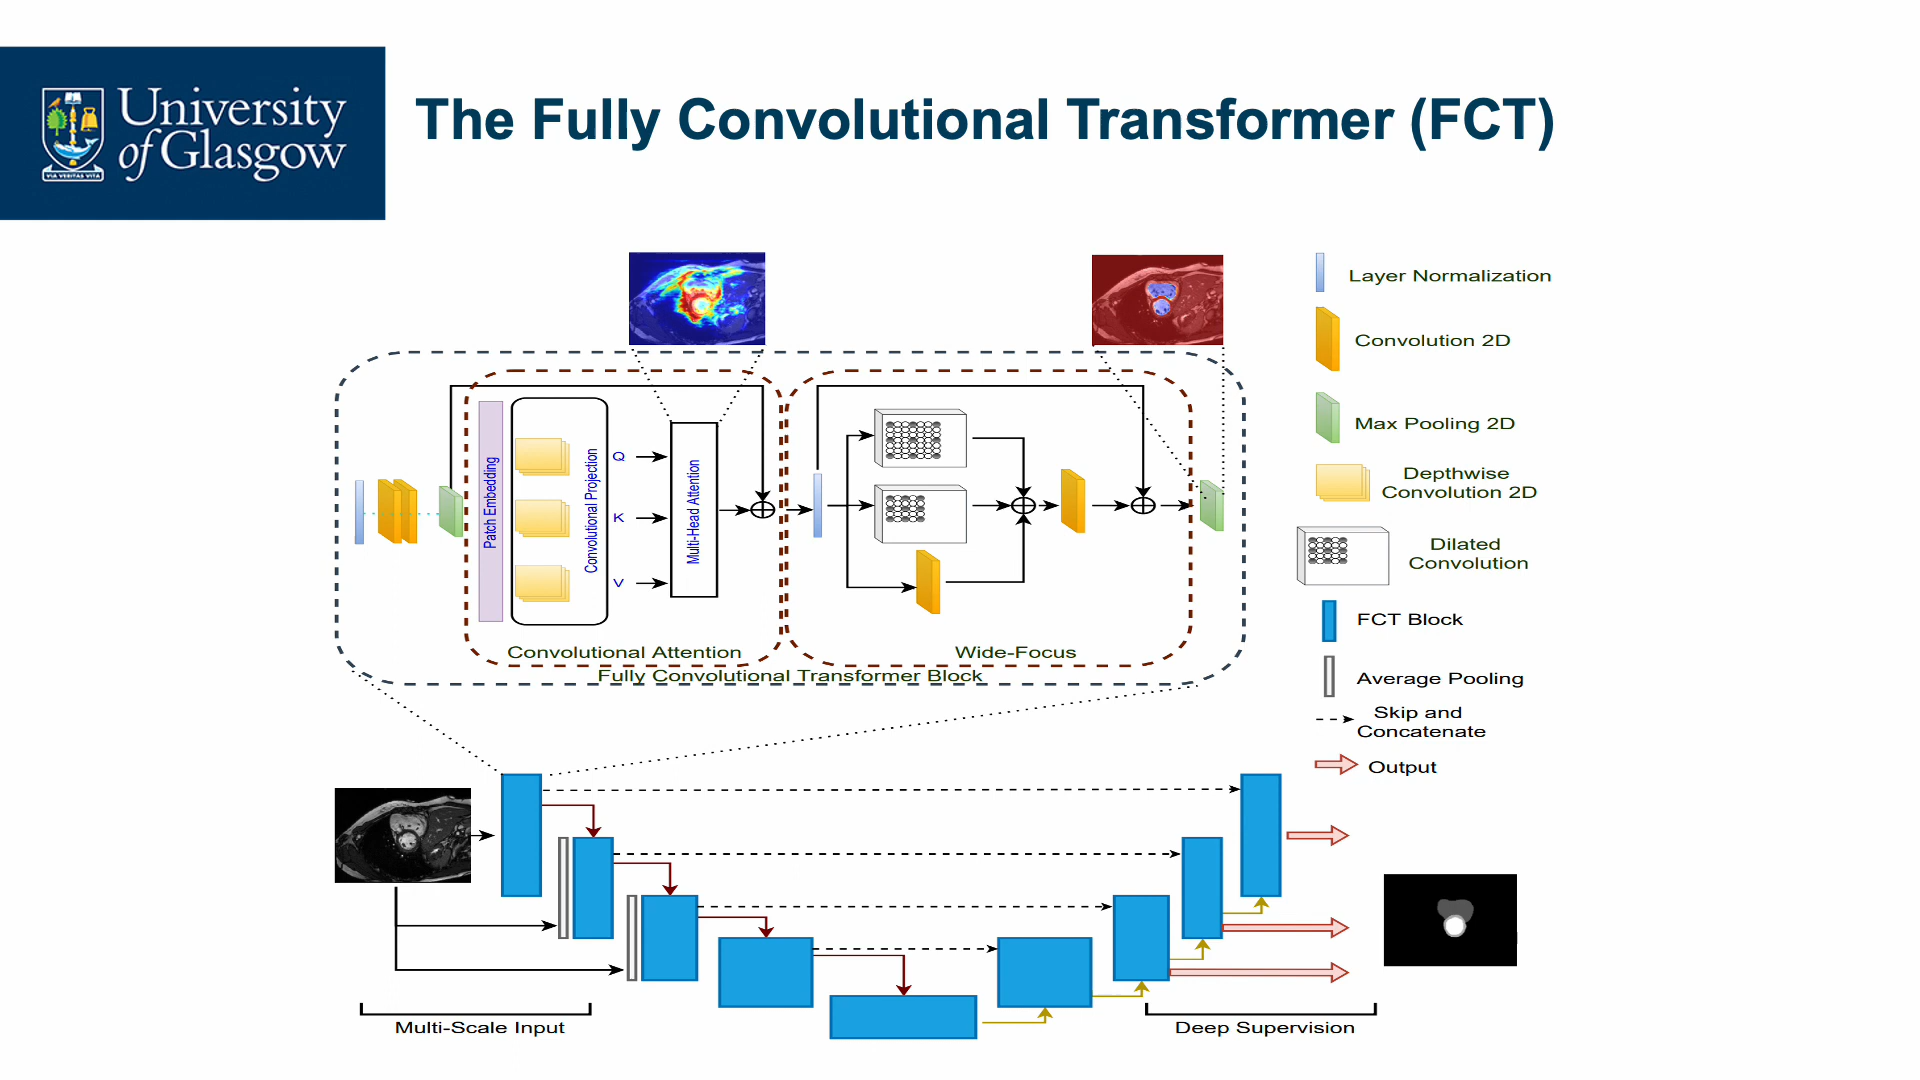 University
of Glasgow
VIA VERITAS VITA
The Fully Convolutional Transformer (FCT)
Layer Normalization
Convolution 2D
Max Pooling 2D
Depthwise
Convolution 2D
Dilated
Convolution
FCT Block
Average Pooling
Skip and
Concatenate
Output
Patch Embedding
Convolutional Projection
Q
K
V
Multi-Head Attention
Convolutional Attention
Wide-Focus
Fully Convolutional Transformer Block
Multi-Scale Input
Deep Supervision